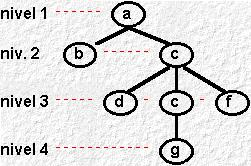 nivel 1 a
niv. 2 b c
nivel 3 d c f
nivel 4 g